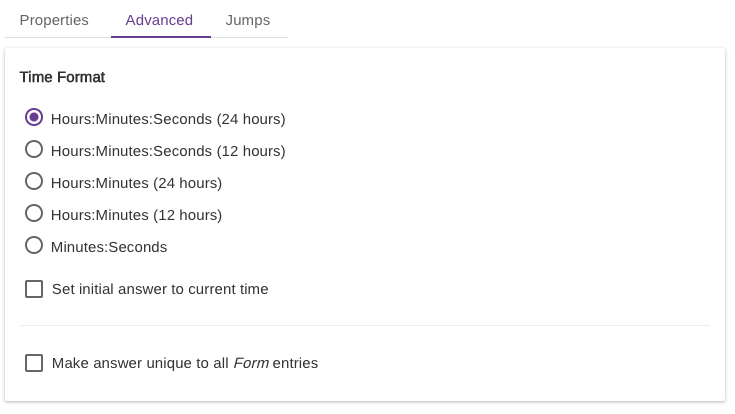 Properties Advanced Jumps
Time Format
Hours:Minutes:Seconds (24 hours)
Hours:Minutes:Seconds (12 hours)
Hours:Minutes (24 hours)
Hours:Minutes (12 hours)
Minutes:Seconds
Set initial answer to current time
Make answer unique to all Form entries